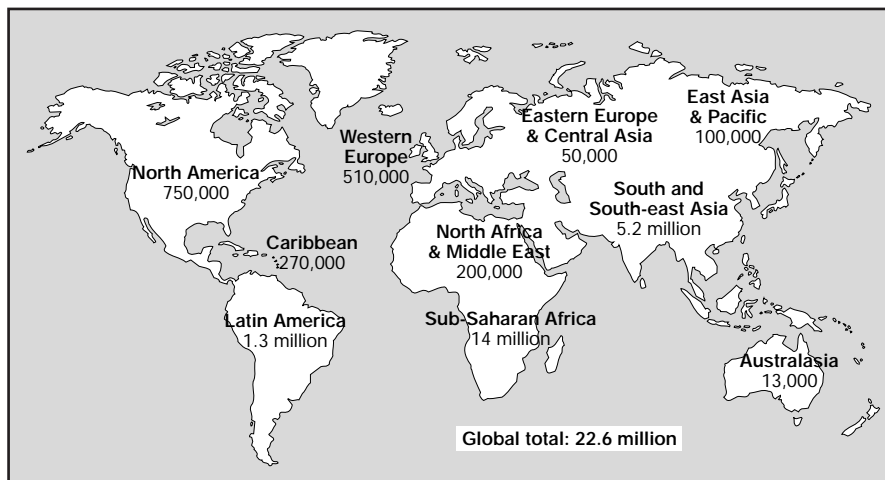 North America
750,000
Caribbean
270,000
Latin America
1.3 million
Western
Europe
510,000
Eastern Europe
& Central Asia
50,000
East Asia
& Pacific
100,000
South and
South-east Asia
5.2 million
North Africa
& Middle East
200,000
Sub-Saharan Africa
14 million
Australasia
13,000
Global total: 22.6 million